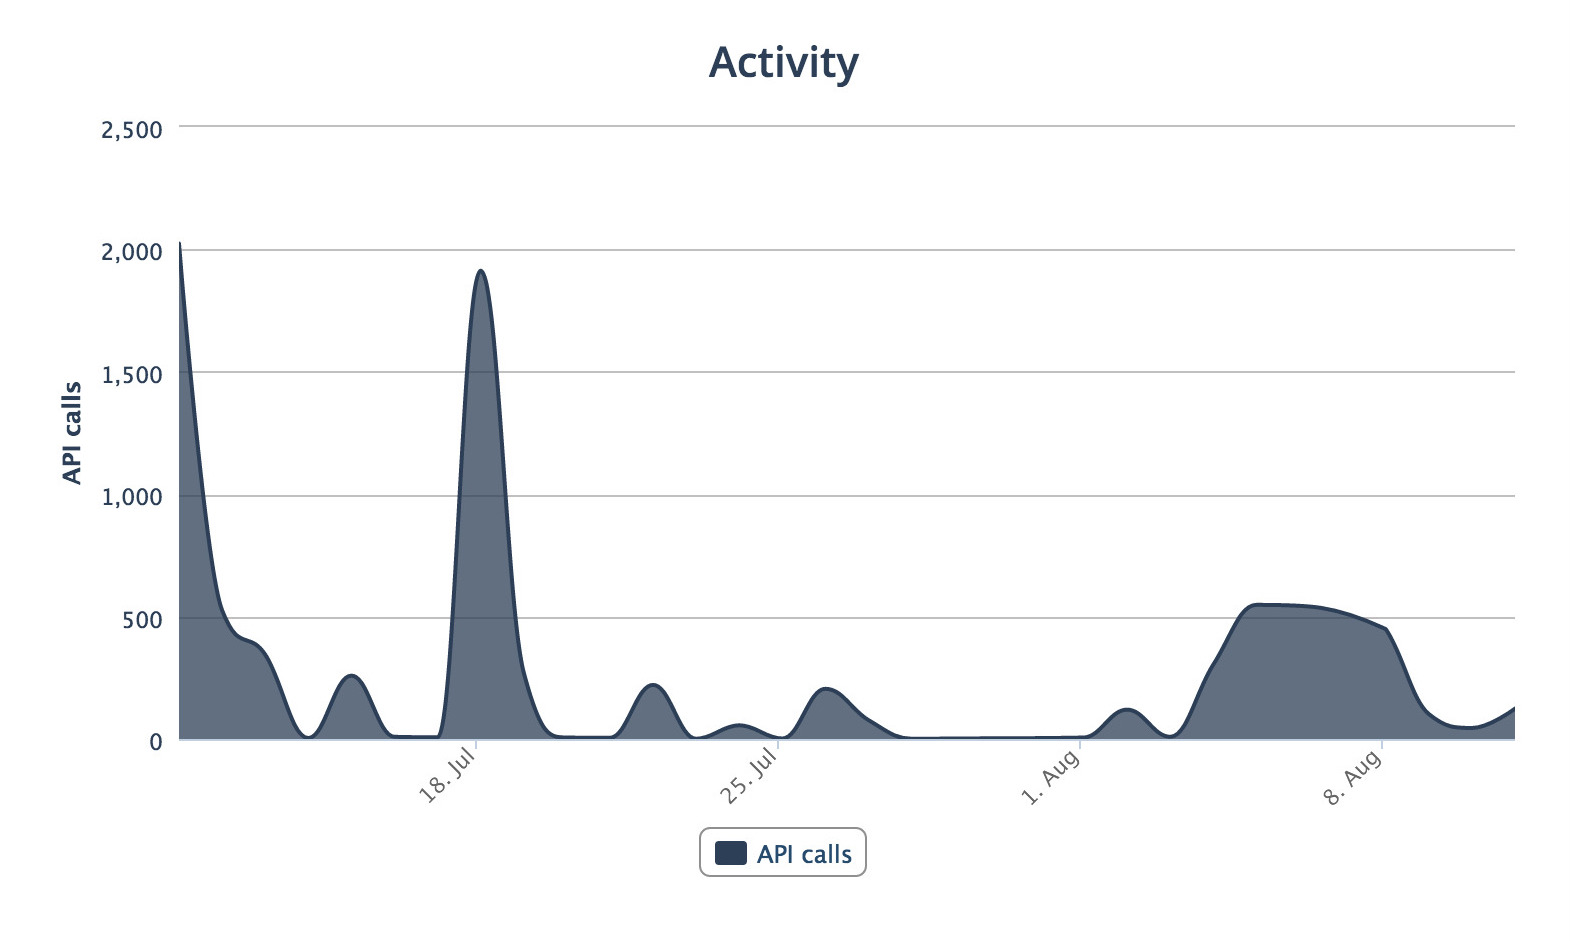 Activity
2,500
2,000
1,500
1,000
500
0
API calls
18. Jul
25. Jul
1. Aug
8. Aug
API calls